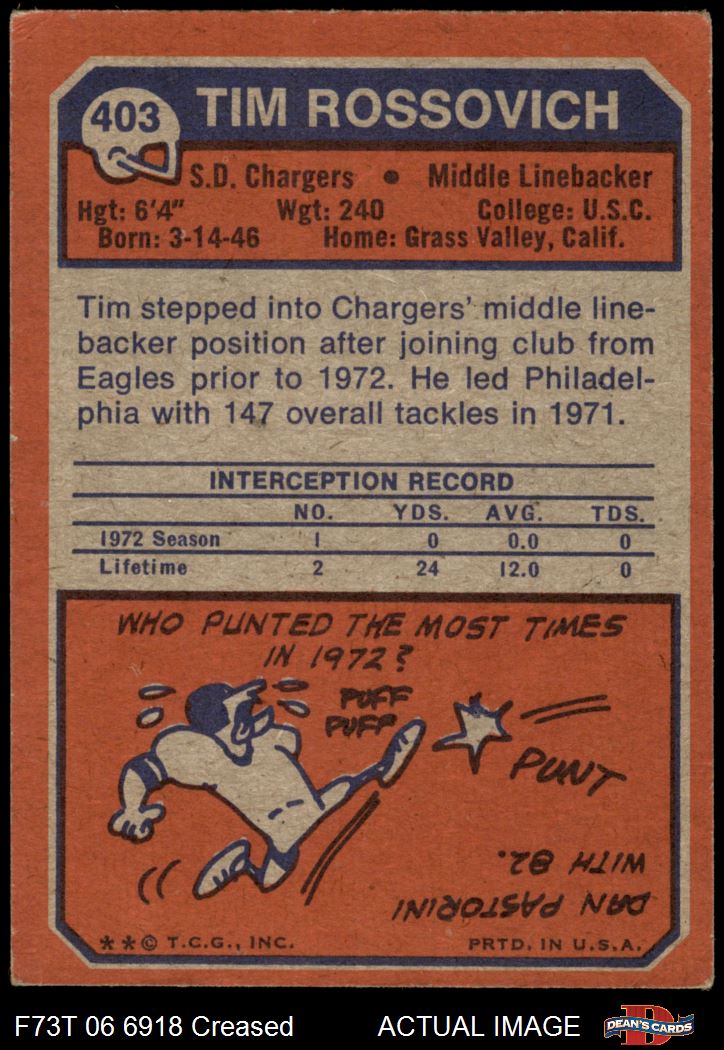 403
TIM ROSSOVICH
S.D. Chargers • Middle Linebacker
Hgt: 6'4" Wgt: 240 College: U.S.C.
Born: 3-14-46 Home: Grass Valley, Calif.
Tim stepped into Chargers' middle line-
backer position after joining club from
Eagles prior to 1972. He led Philadel-
phia with 147 overall tackles in 1971.
INTERCEPTION RECORD
NO. YDS. AVG. TDS.
1972 Season 1 0 0.0 0
Lifetime 2 24 12.0 0
WHO PUNTED THE MOST TIMES
IN 1972?
PUFF
PUFF
PUNT
DAN PASTORINI
WITH 82.
**© T.C.G., INC. PRTD. IN U.S.A.
F73T 06 6918 Creased ACTUAL IMAGE
D
DEAN'S CARDS